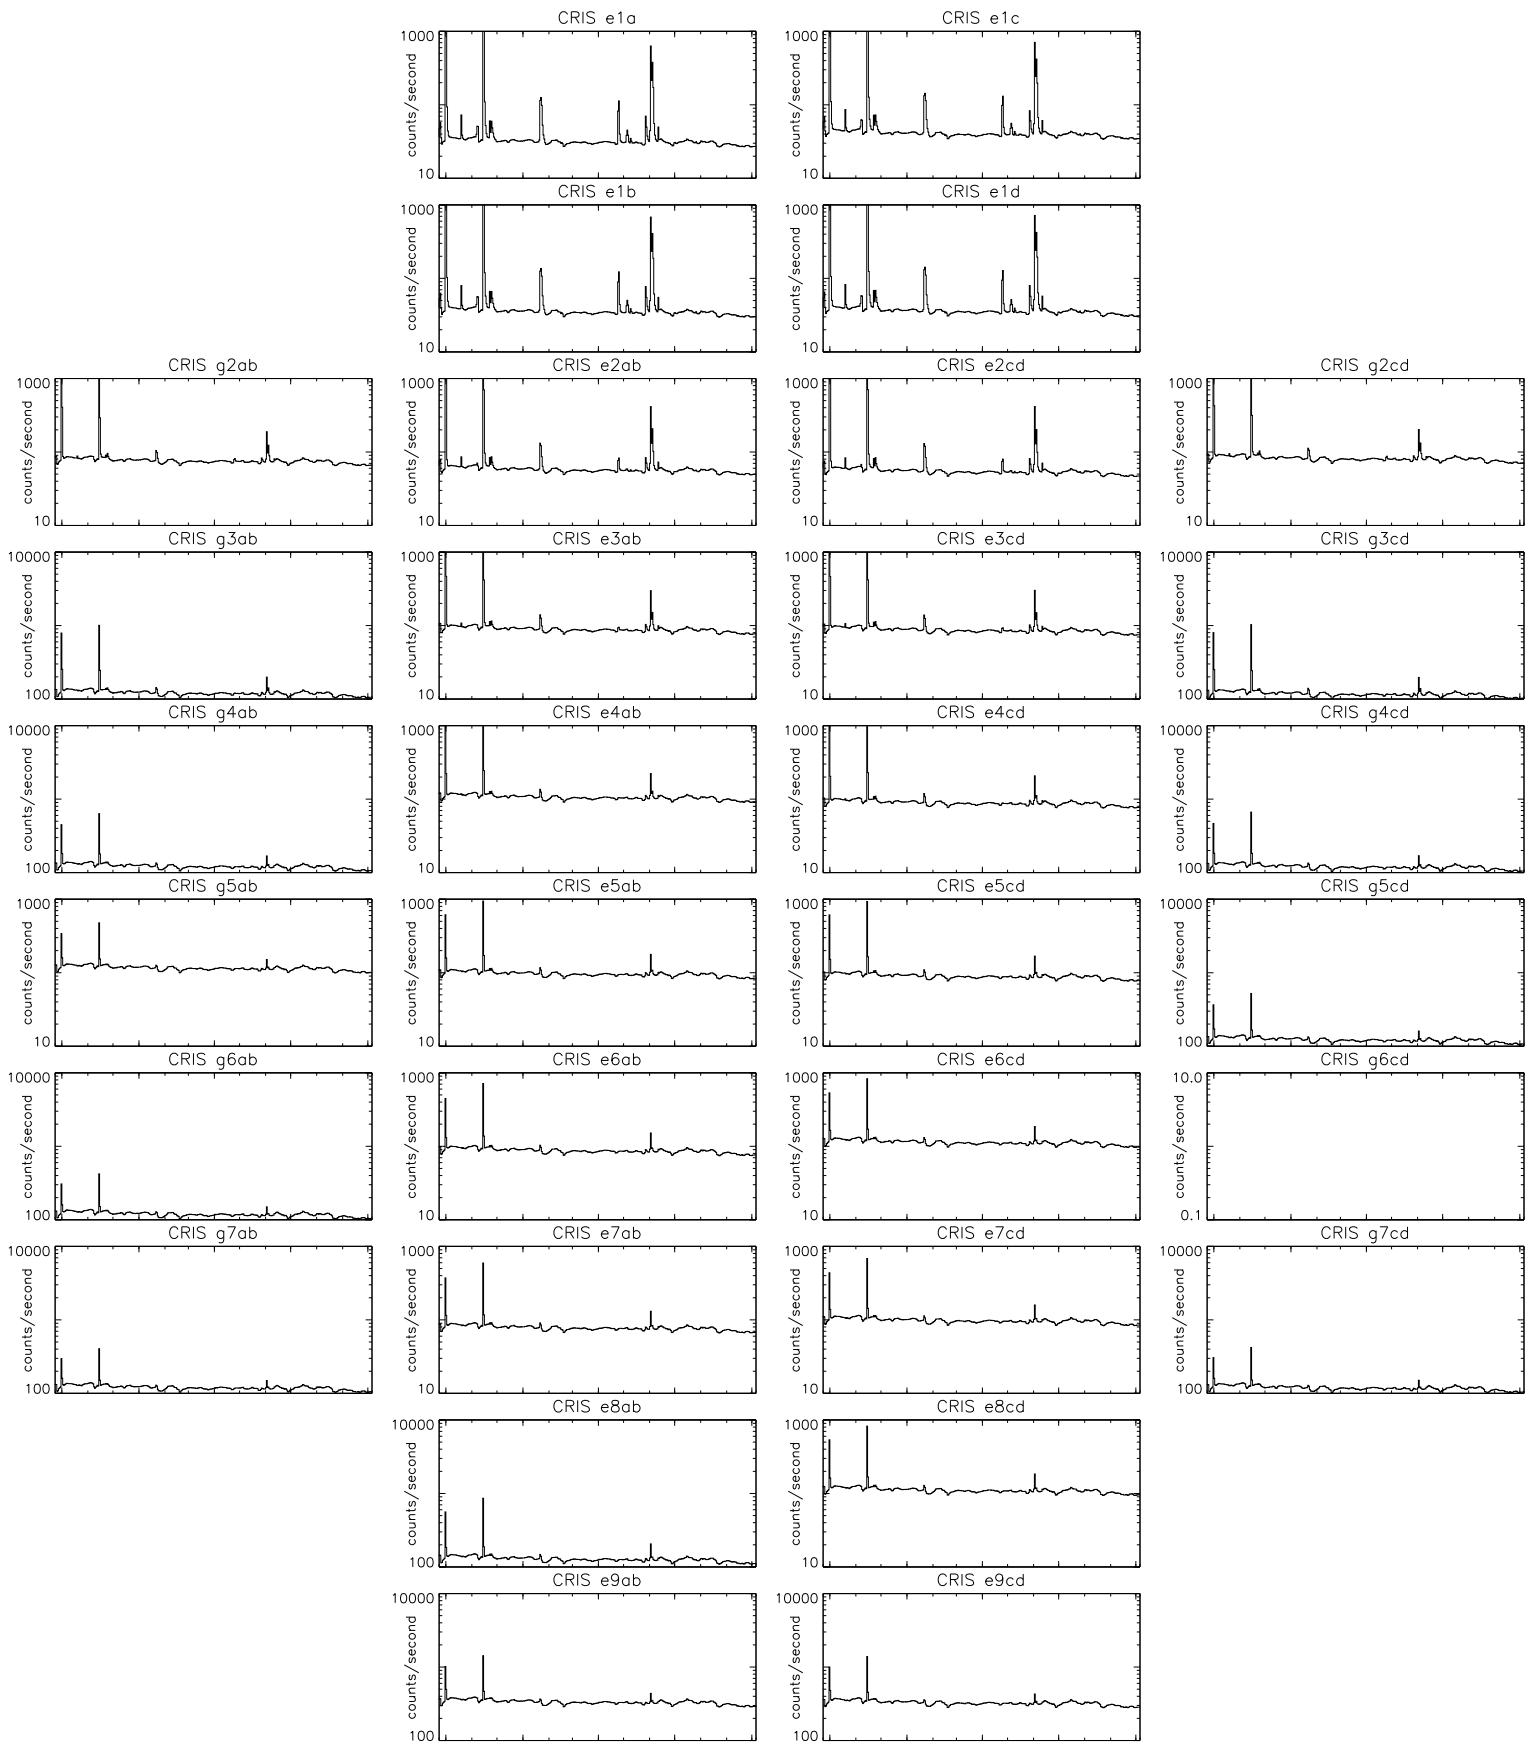 CRIS e1a
CRIS e1c
1000
counts/second
10
1000
counts/second
10
CRIS e1b
CRIS e1d
1000
counts/second
10
1000
counts/second
10
CRIS g2ab
CRIS e2ab
CRIS e2cd
CRIS g2cd
1000
counts/second
10
1000
counts/second
10
1000
counts/second
10
1000
counts/second
10
CRIS g3ab
CRIS e3ab
CRIS e3cd
CRIS g3cd
10000
counts/second
100
1000
counts/second
10
1000
counts/second
10
10000
counts/second
100
CRIS g4ab
CRIS e4ab
CRIS e4cd
CRIS g4cd
10000
counts/second
100
1000
counts/second
10
1000
counts/second
10
10000
counts/second
100
CRIS g5ab
CRIS e5ab
CRIS e5cd
CRIS g5cd
1000
counts/second
10
1000
counts/second
10
1000
counts/second
10
10000
counts/second
100
CRIS g6ab
CRIS e6ab
CRIS e6cd
CRIS g6cd
10000
counts/second
100
1000
counts/second
10
1000
counts/second
10
10.0
counts/second
0.1
CRIS g7ab
CRIS e7ab
CRIS e7cd
CRIS g7cd
10000
counts/second
100
1000
counts/second
10
1000
counts/second
10
10000
counts/second
100
CRIS e8ab
CRIS e8cd
10000
counts/second
100
1000
counts/second
10
CRIS e9ab
CRIS e9cd
10000
counts/second
100
10000
counts/second
100